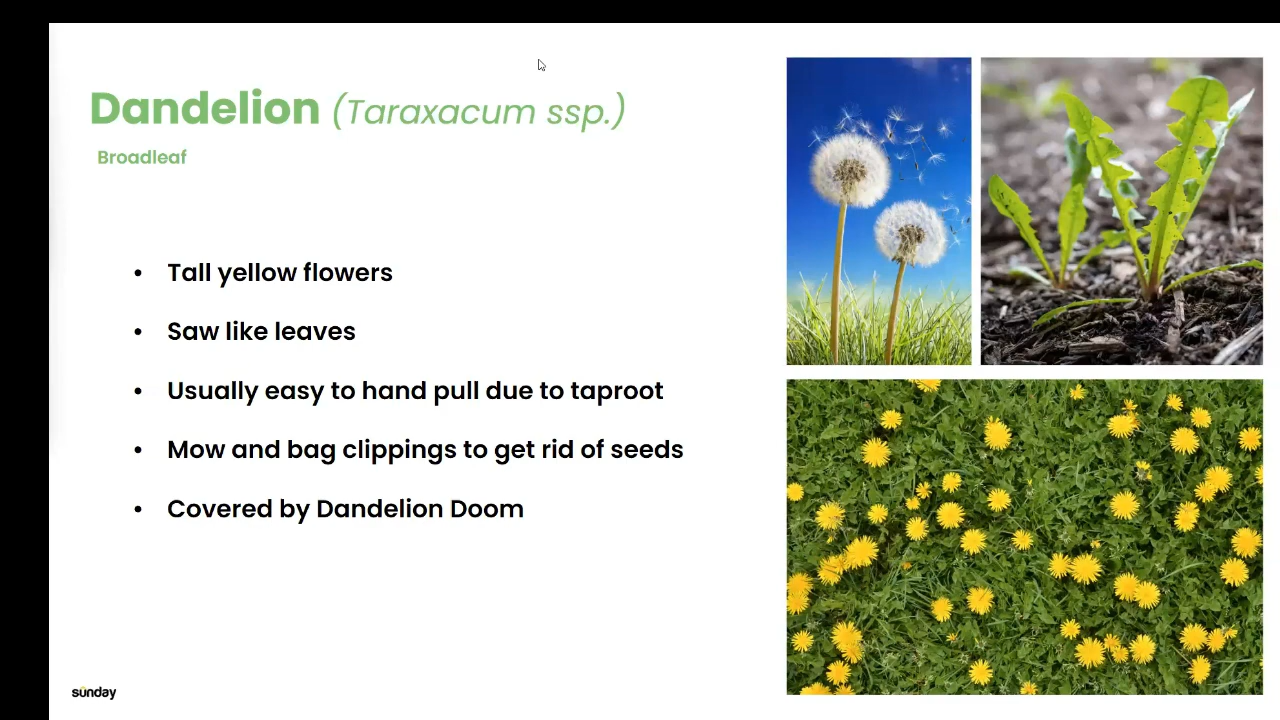 Dandelion (Taraxacum ssp.)
Broadleaf
• Tall yellow flowers
• Saw like leaves
• Usually easy to hand pull due to taproot
• Mow and bag clippings to get rid of seeds
• Covered by Dandelion Doom
sunday